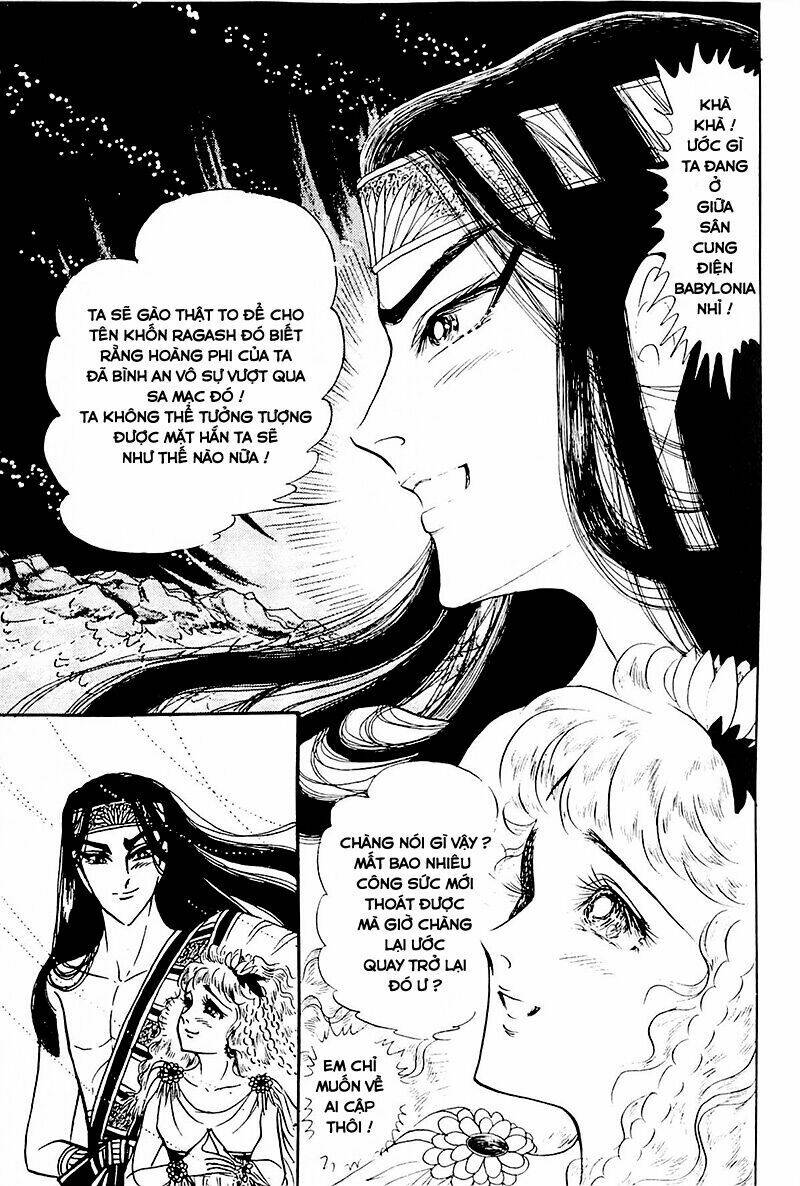 KHÀ
KHÀ !
ƯỚC GÌ
TA ĐANG
Ở
GIỮA
SÂN
CUNG
ĐIỆN
BABYLONIA
NHỈ !
TA SẼ GÀO THẬT TO ĐỂ CHO
TÊN KHỐN RAGASH ĐÓ BIẾT
RẰNG HOÀNG PHI CỦA TA
ĐÃ BÌNH AN VÔ SỰ VƯỢT QUA
SA MẠC ĐÓ !
TA KHÔNG THỂ TƯỞNG TƯỢNG
ĐƯỢC MẶT HẮN TA SẼ
NHƯ THẾ NÀO NỮA !
CHÀNG NÓI GÌ VẬY ?
MẤT BAO NHIÊU
CÔNG SỨC MỚI
THOÁT ĐƯỢC
MÀ GIỜ CHÀNG
LẠI ƯỚC
QUAY TRỞ LẠI
ĐÓ Ư ?
EM CHỈ
MUỐN VỀ
AI CẬP
THÔI !